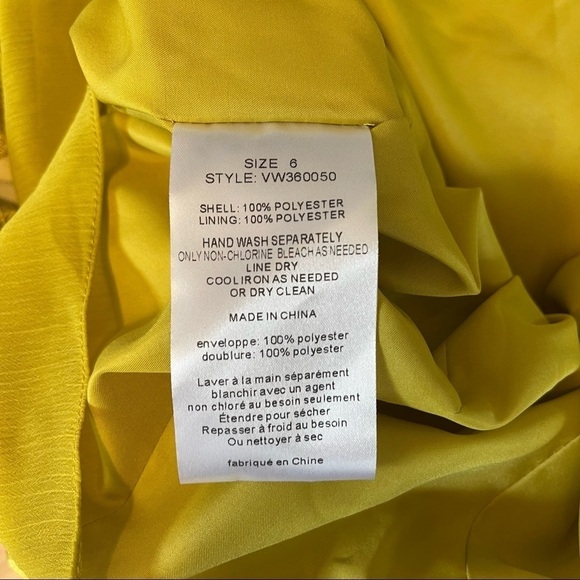 SIZE 6
STYLE: VW360050
SHELL: 100% POLYESTER
LINING: 100% POLYESTER
HAND WASH SEPARATELY
ONLY NON-CHLORINE BLEACH AS NEEDED
LINE DRY
COOL IRON AS NEEDED
OR DRY CLEAN
MADE IN CHINA
enveloppe: 100% polyester
doublure: 100% polyester
Laver à la main séparément
blanchir avec un agent
non chloré au besoin seulement
Étendre pour sécher
Repasser à froid au besoin
Ou nettoyer à sec
fabriqué en Chine